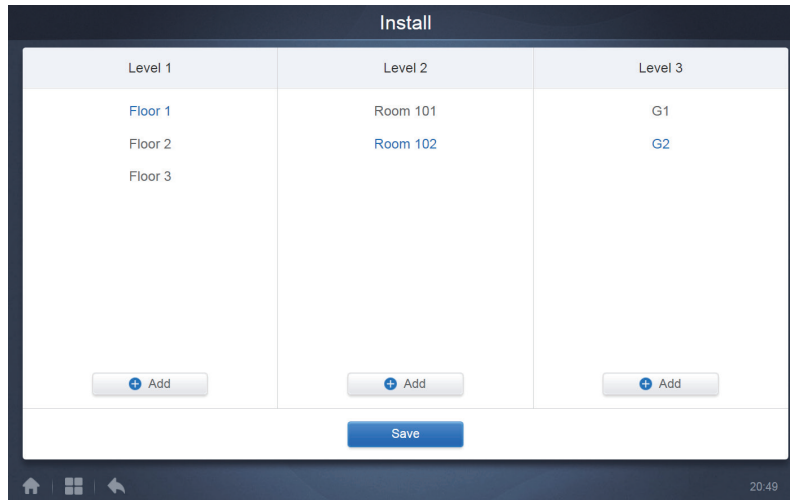 Install
Level 1 Level 2 Level 3
Floor 1 Room 101 G1
Floor 2 Room 102 G2
Floor 3
Add Add Add
Save
20:49